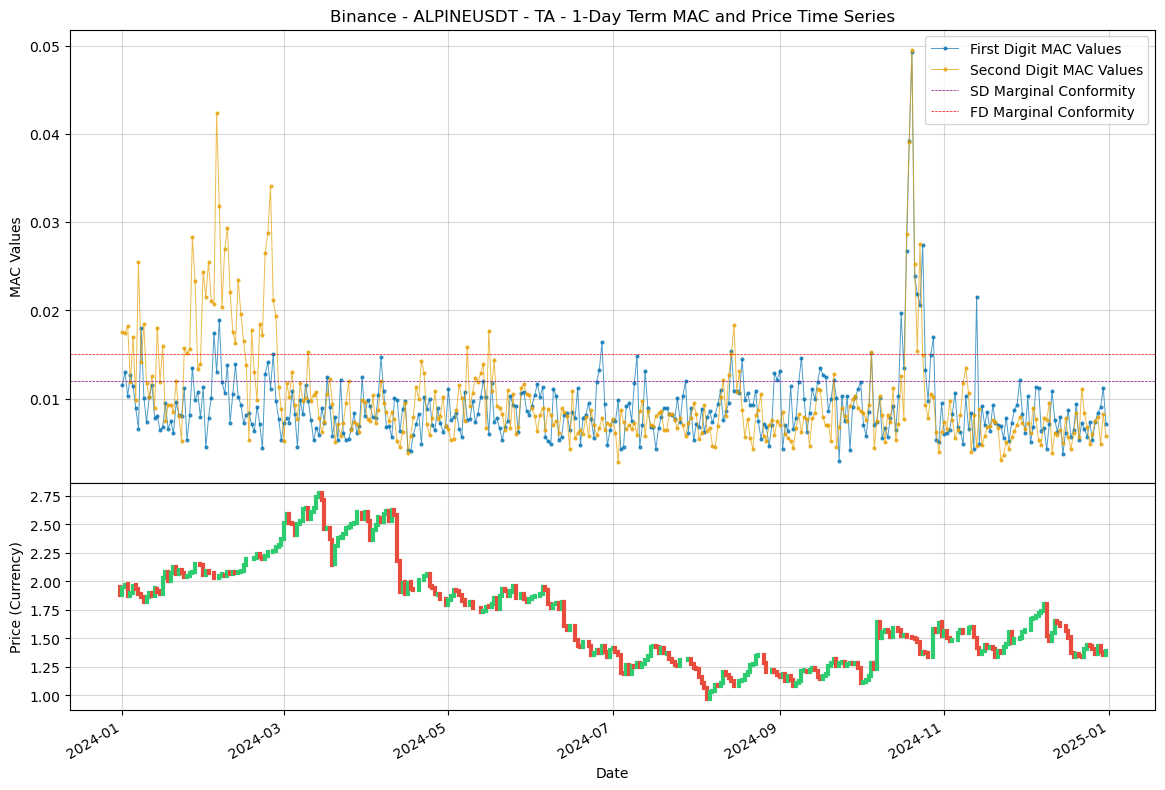 Binance - ALPINEUSDT - TA - 1-Day Term MAC and Price Time Series
First Digit MAC Values
Second Digit MAC Values
SD Marginal Conformity
FD Marginal Conformity
MAC Values
0.05
0.04
0.03
0.02
0.01
Price (Currency)
2.75
2.50
2.25
2.00
1.75
1.50
1.25
1.00
2024-01
2024-03
2024-05
2024-07
2024-09
2024-11
2025-01
Date